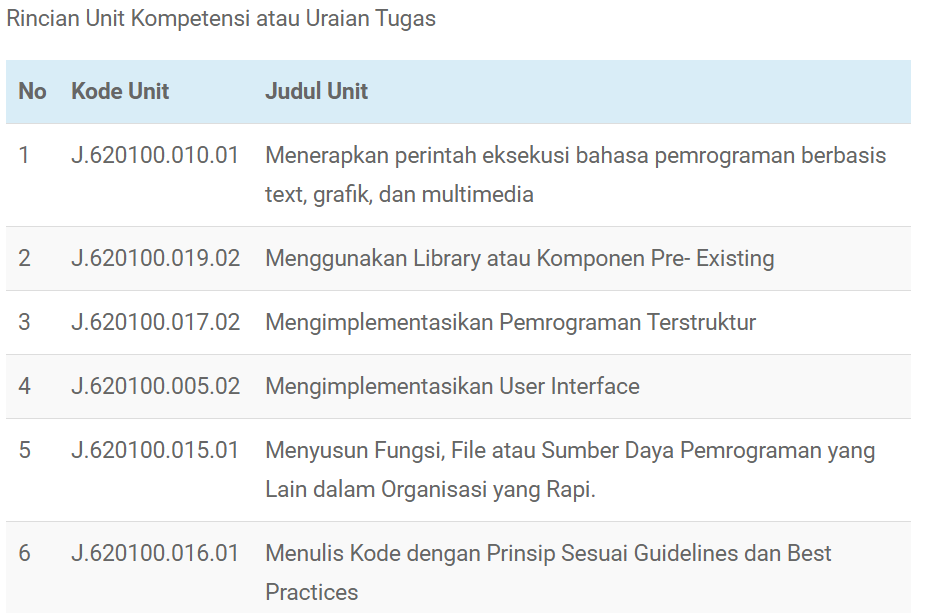 Rincian Unit Kompetensi atau Uraian Tugas
No Kode Unit Judul Unit
1 J.620100.010.01 Menerapkan perintah eksekusi bahasa pemrograman berbasis
text, grafik, dan multimedia
2 J.620100.019.02 Menggunakan Library atau Komponen Pre- Existing
3 J.620100.017.02 Mengimplementasikan Pemrograman Terstruktur
4 J.620100.005.02 Mengimplementasikan User Interface
5 J.620100.015.01 Menyusun Fungsi, File atau Sumber Daya Pemrograman yang
Lain dalam Organisasi yang Rapi.
6 J.620100.016.01 Menulis Kode dengan Prinsip Sesuai Guidelines dan Best
Practices